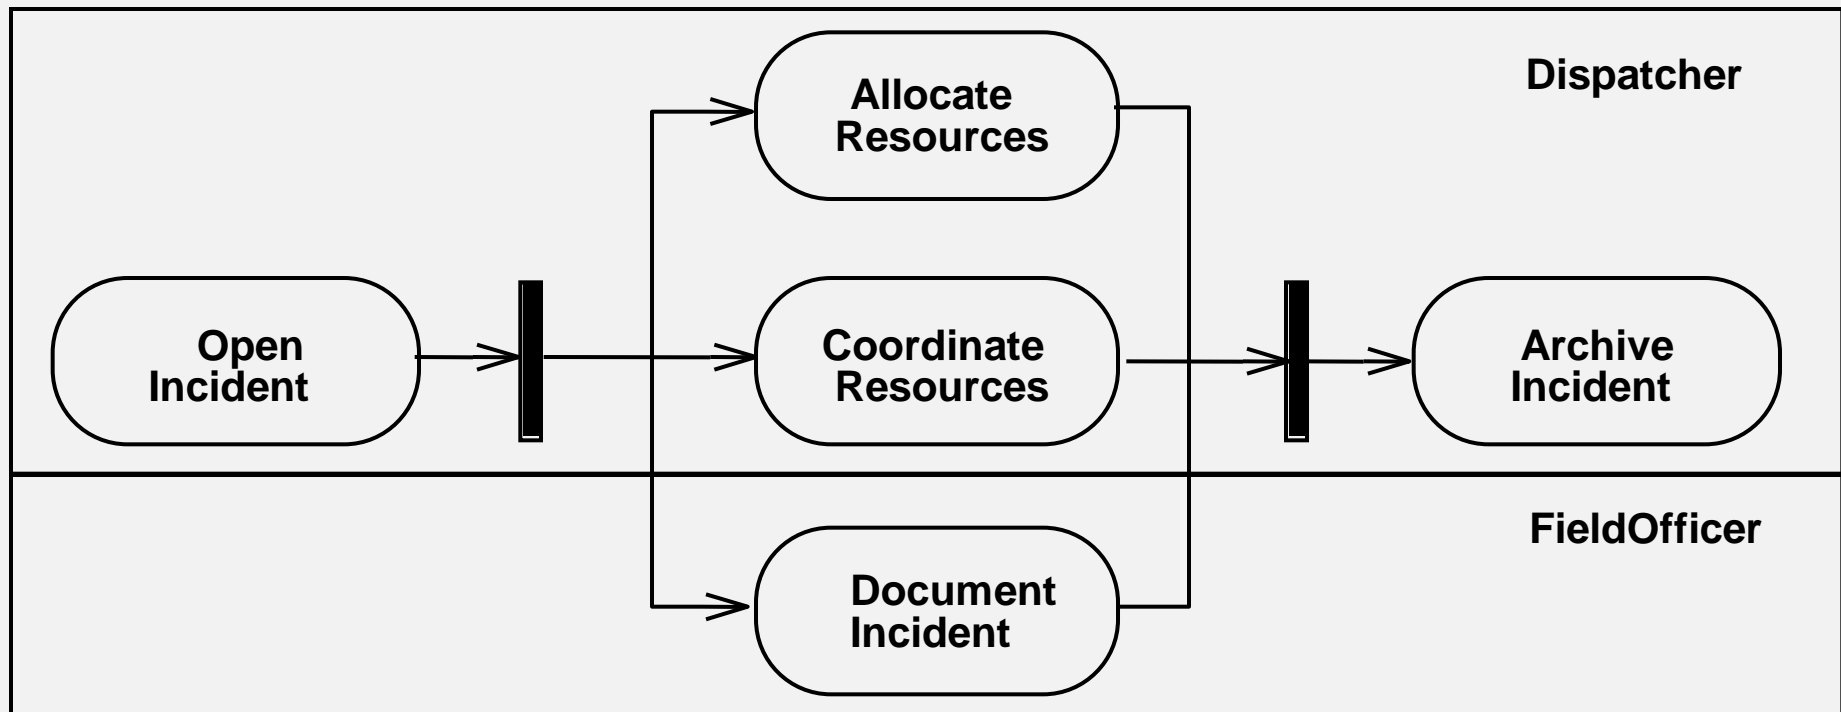 Dispatcher
Allocate
Resources
Open
Incident
Coordinate
Resources
Archive
Incident
FieldOfficer
Document
Incident